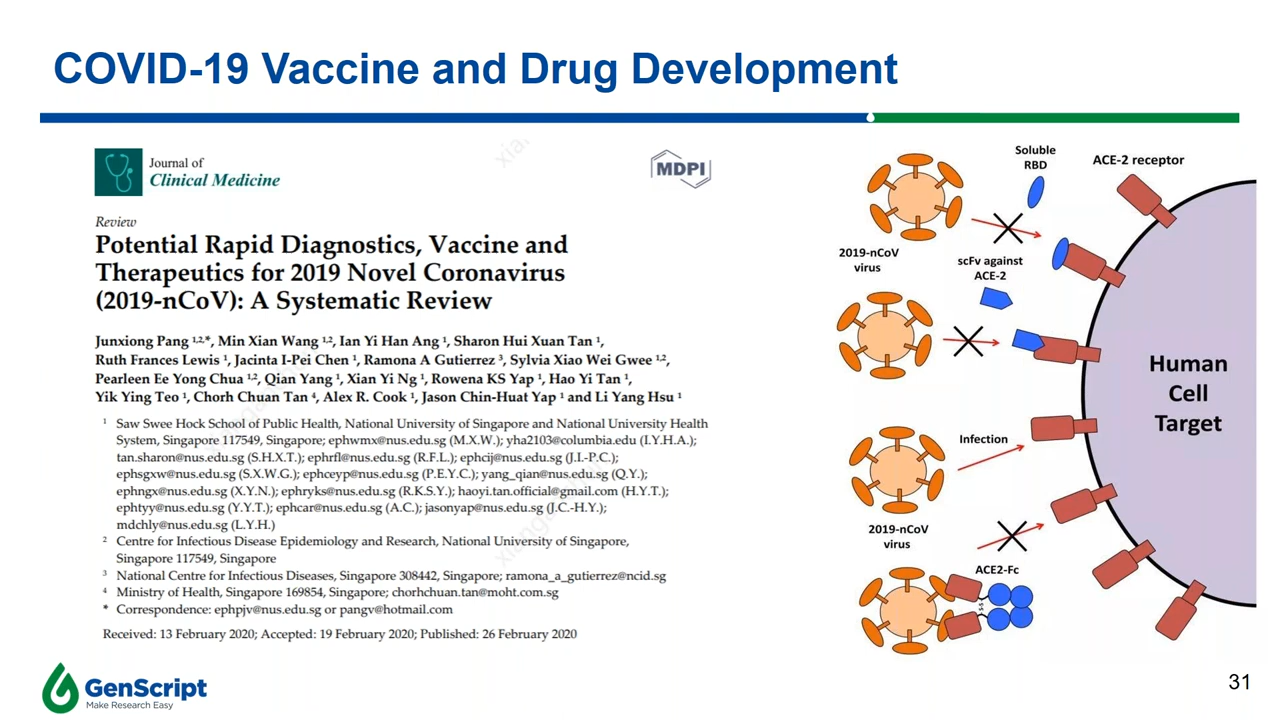 COVID-19 Vaccine and Drug Development
Journal of
Clinical Medicine
MDPI
Review
Potential Rapid Diagnostics, Vaccine and
Therapeutics for 2019 Novel Coronavirus
(2019-nCoV): A Systematic Review
Junxiong Pang 1,2,*, Min Xian Wang 1,2, Ian Yi Han Ang 1, Sharon Hui Xuan Tan 1,
Ruth Frances Lewis 1, Jacinta I-Pei Chen 1, Ramona A Gutierrez 3, Sylvia Xiao Wei Gwee 1,2,
Pearleen Ee Yong Chua 1,2, Qian Yang 1, Xian Yi Ng 1, Rowena KS Yap 1, Hao Yi Tan 1,
Yik Ying Teo 1, Chorh Chuan Tan 4, Alex R. Cook 1, Jason Chin-Huat Yap 1 and Li Yang Hsu 1
1 Saw Swee Hock School of Public Health, National University of Singapore and National University Health
System, Singapore 117549, Singapore; ephwmx@nus.edu.sg (M.X.W.); yha2103@columbia.edu (I.Y.H.A.);
tan.sharon@nus.edu.sg (S.H.X.T.); ephrfl@nus.edu.sg (R.F.L.); ephcij@nus.edu.sg (J.I.-P.C.);
ephsgxw@nus.edu.sg (S.X.W.G.); ephceyp@nus.edu.sg (P.E.Y.C.); yang_qian@nus.edu.sg (Q.Y.);
ephngx@nus.edu.sg (X.Y.N.); ephryks@nus.edu.sg (R.K.S.Y.); haoyi.tan.official@gmail.com (H.Y.T.);
ephtyy@nus.edu.sg (Y.Y.T.); ephcar@nus.edu.sg (A.C.); jasonyap@nus.edu.sg (J.C.-H.Y.);
mdchly@nus.edu.sg (L.Y.H.)
2 Centre for Infectious Disease Epidemiology and Research, National University of Singapore,
Singapore 117549, Singapore
3 National Centre for Infectious Diseases, Singapore 308442, Singapore; ramona_a_gutierrez@ncid.sg
4 Ministry of Health, Singapore 169854, Singapore; chorhchuan.tan@moht.com.sg
* Correspondence: ephpjv@nus.edu.sg or pangv@hotmail.com
Received: 13 February 2020; Accepted: 19 February 2020; Published: 26 February 2020
Soluble
RBD
ACE-2 receptor
2019-nCoV
virus
scFv against
ACE-2
Human
Cell
Target
Infection
2019-nCoV
virus
ACE2-Fc
GenScript
Make Research Easy
31